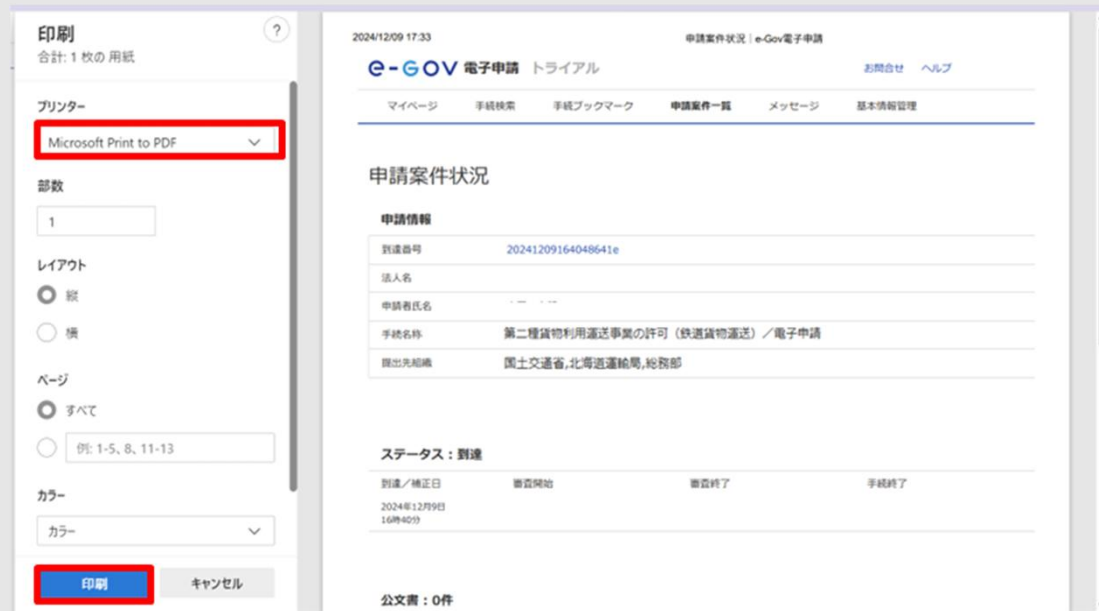 印刷
?
合計: 1 枚の用紙
プリンター
Microsoft Print to PDF
部数
1
レイアウト
縦
横
ページ
すべて
例: 1-5、8、11-13
カラー
カラー
印刷
キャンセル
2024/12/09 17:33
申請案件状況|e-Gov電子申請
e-GOV 電子申請 トライアル
お問合せ ヘルプ
マイページ 手続検索 手続ブックマーク 申請案件一覧 メッセージ 基本情報管理
申請案件状況
申請情報
到達番号 20241209164048641e
法人名
申請者氏名
手続名称 第二種貨物利用運送事業の許可(鉄道貨物運送)/電子申請
提出先組織 国土交通省,北海道運輸局,総務部
ステータス:到達
到達/補正日 審査開始 審査終了 手続終了
2024年12月9日
16時40分
公文書:0件